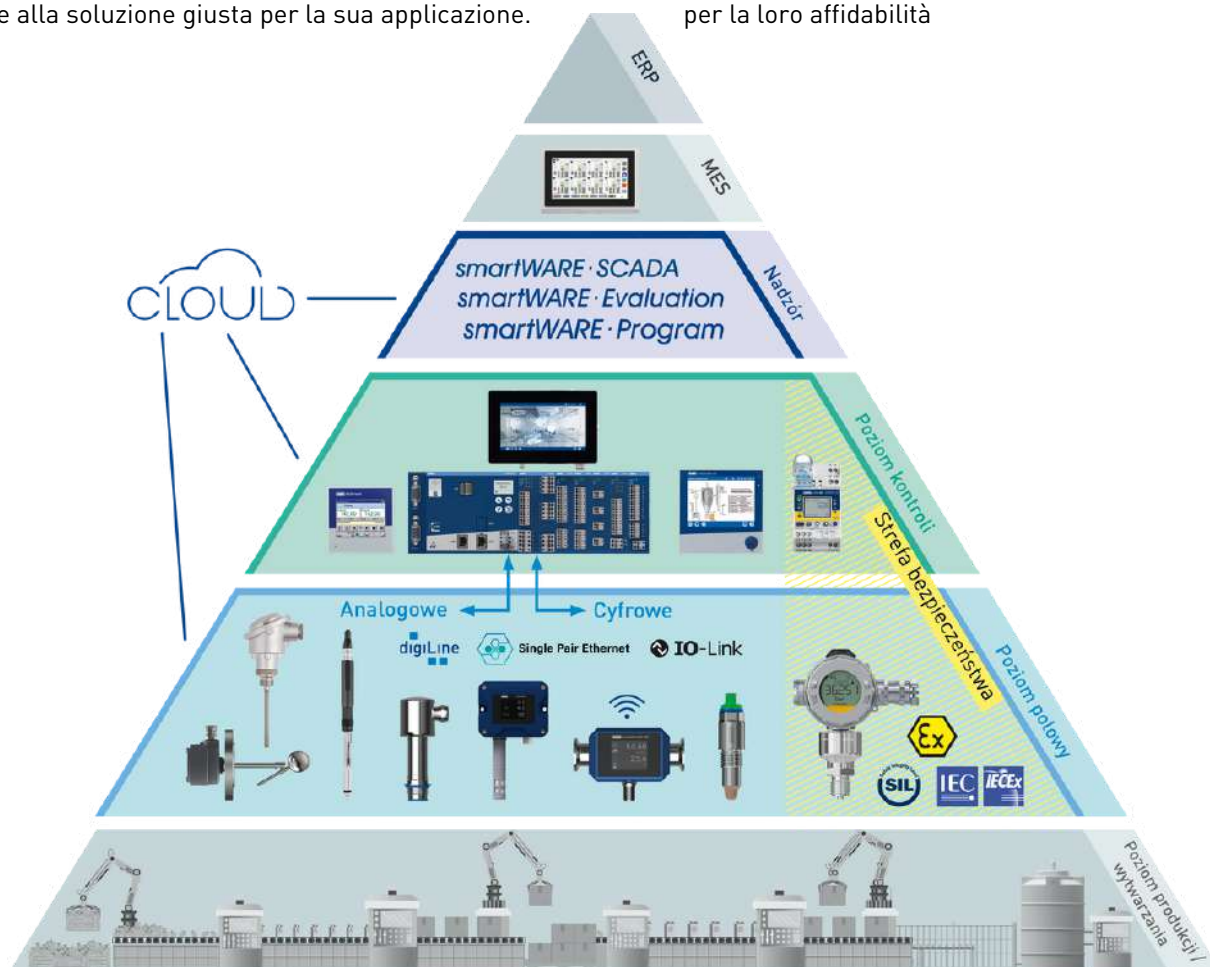 e alla soluzione giusta per la sua applicazione.
per la loro affidabilità
ERP
MES
CLOUD
smartWARE·SCADA
smartWARE·Evaluation
smartWARE·Program
Nadzór
Poziom kontroli
Strefa bezpieczeństwa
Analogowe
Cyfrowe
digiLine
Single Pair Ethernet
IO-Link
Poziom polowy
Ex
SIL
IEC
IECEx
Poziom produkcji /
wytwarzania